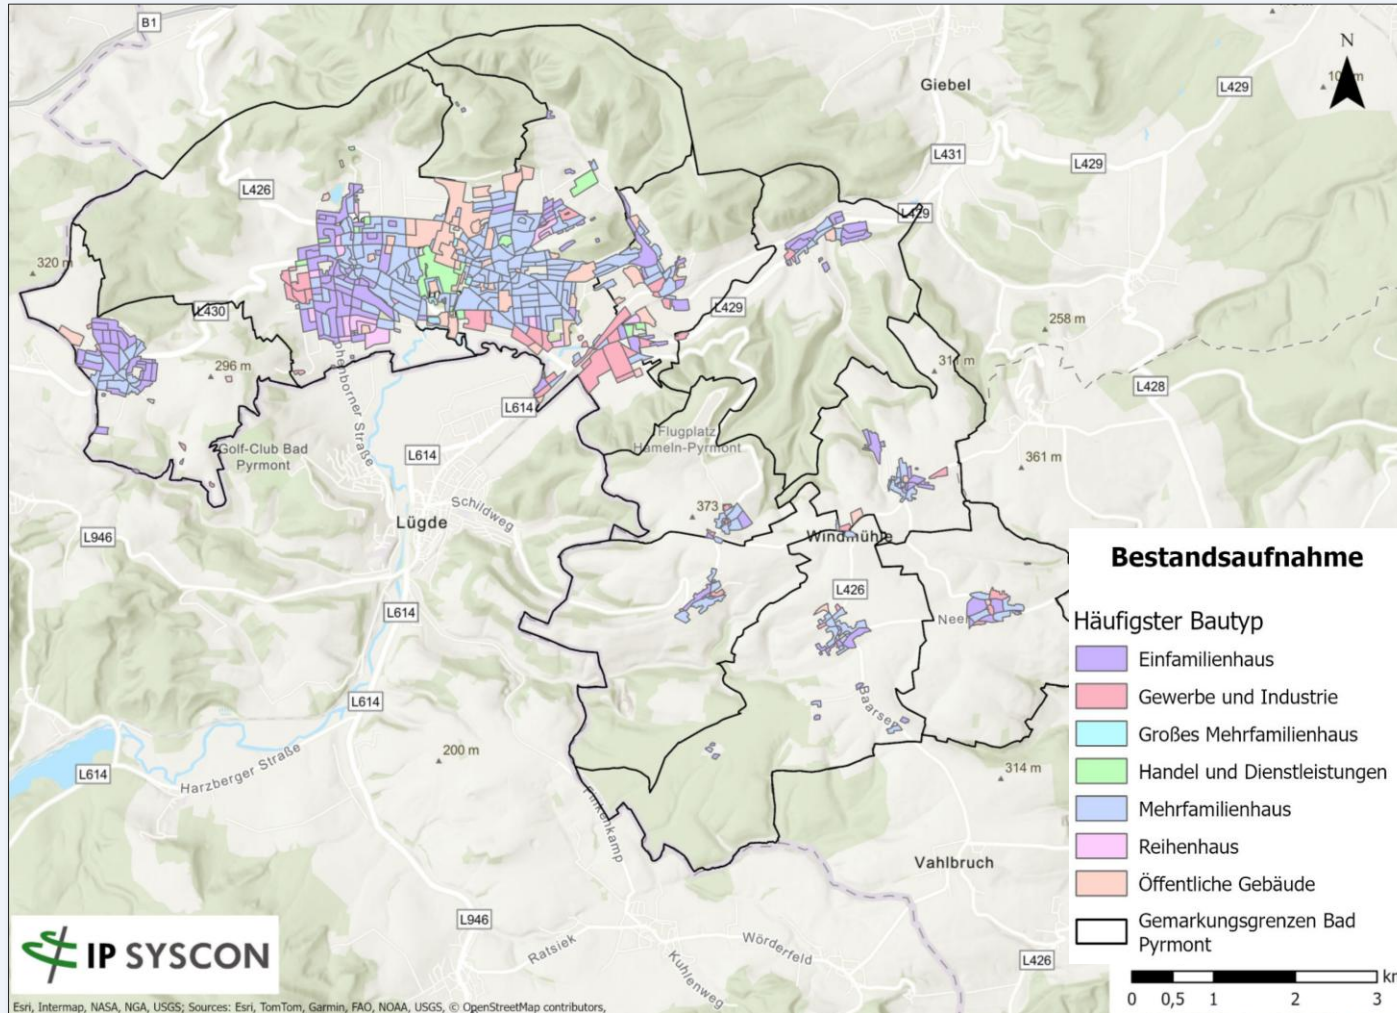 B1
N
Giebel
L429
L431
L429
L426
L429
320 m
L430
L429
258 m
296 m
L428
L614
Golf-Club Bad
Pyrmont
Flugplatz
Hameln-Pyrmont
L614
361 m
Schildweg
373
Lügde
Windmühle
L946
L426
L614
Baarsen
L614
200 m
314 m
L614
Harzberger Straße
Vahlbruch
L946
Ratsiek
Wörderfeld
Kuhlenweg
L426
Bestandsaufnahme
Häufigster Bautyp
Einfamilienhaus
Gewerbe und Industrie
Großes Mehrfamilienhaus
Handel und Dienstleistungen
Mehrfamilienhaus
Reihenhaus
Öffentliche Gebäude
Gemarkungsgrenzen Bad
Pyrmont
km
0 0,5 1 2 3
IP SYSCON
Esri, Intermap, NASA, NGA, USGS; Sources: Esri, TomTom, Garmin, FAO, NOAA, USGS, © OpenStreetMap contributors,